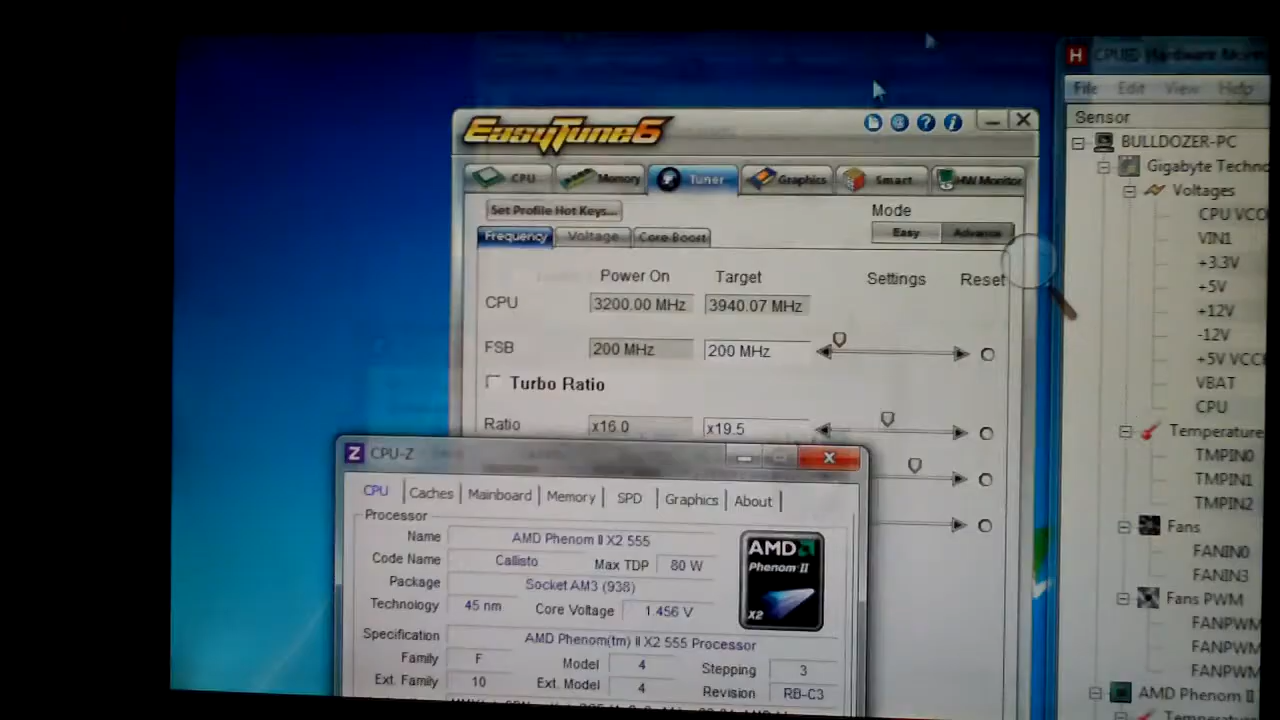 EasyTune6
CPU Memory Tuner Graphics Smart HW Monitor
Set Profile Hot Keys...
Mode
Easy Advance
Frequency Voltage Core Boost
Power On Target Settings Reset
CPU 3200.00 MHz 3940.07 MHz
FSB 200 MHz 200 MHz
Turbo Ratio
Ratio x16.0 x19.5
Z CPU-Z
CPU Caches Mainboard Memory SPD Graphics About
Processor
Name AMD Phenom II X2 555
Code Name Callisto Max TDP 80 W
Package Socket AM3 (938)
Technology 45 nm Core Voltage 1.456 V
Specification AMD Phenom(tm) II X2 555 Processor
Family F Model 4 Stepping 3
Ext. Family 10 Ext. Model 4 Revision RB-C3
AMD
Phenom II
X2
H CPUID Hardware Moni
File Edit View Help
Sensor
BULLDOZER-PC
Gigabyte Techno
Voltages
CPU VCO
VIN1
+3.3V
+5V
+12V
-12V
+5V VCC
VBAT
CPU
Temperature
TMPIN0
TMPIN1
TMPIN2
Fans
FANIN0
FANIN3
Fans PWM
FANPWM
FANPWM
FANPWM
AMD Phenom II
Temperatur